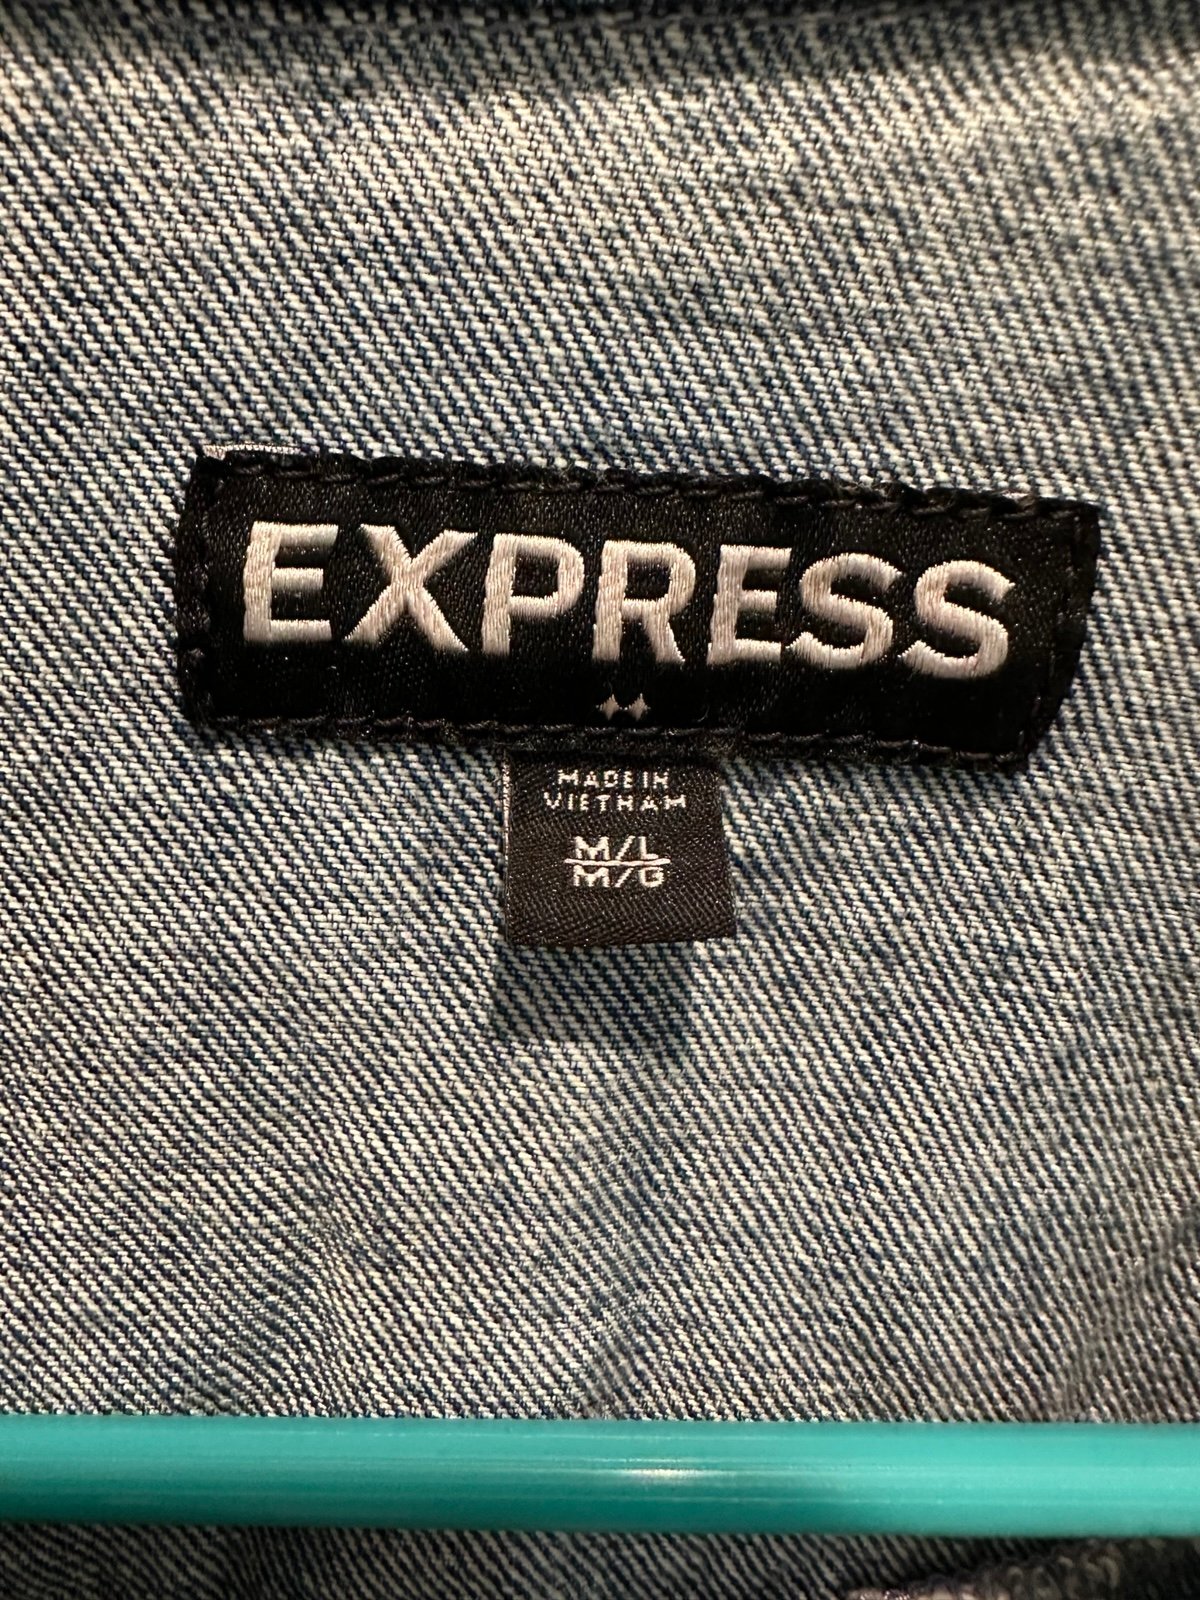 EXPRESS
MADE IN
VIETNAM
M/L
M/G